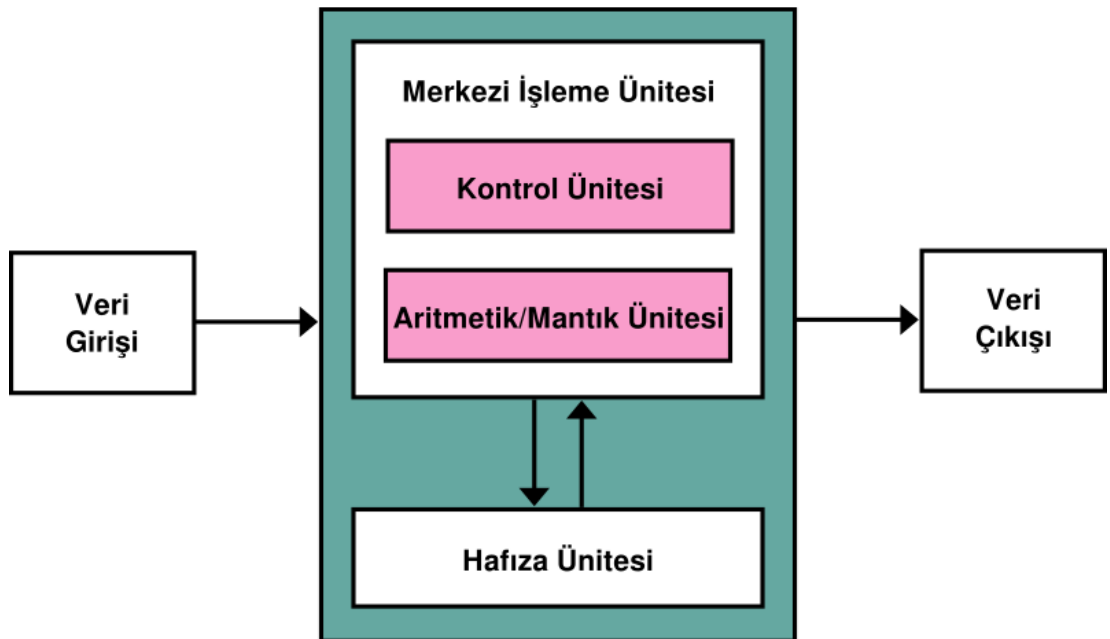 Merkezi İşleme Ünitesi
Kontrol Ünitesi
Aritmetik/Mantık Ünitesi
Veri
Girişi
Veri
Çıkışı
Hafıza Ünitesi